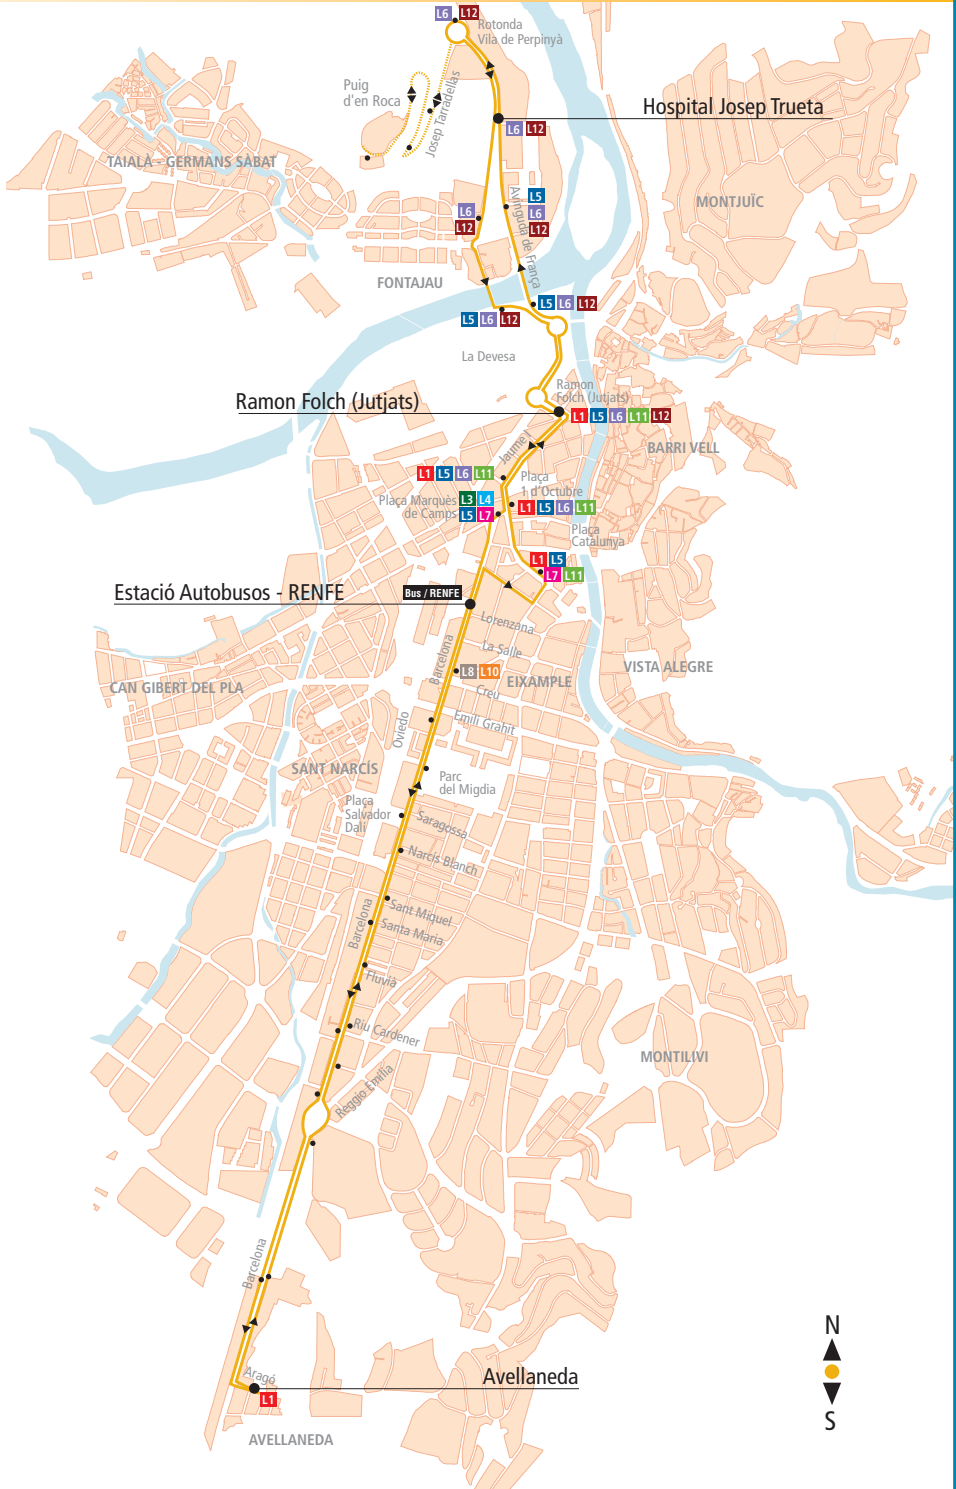 L6 L12
Rotonda
Vila de Perpinyà
Puig
d'en Roca
Josep Tarradellas
Hospital Josep Trueta
L6 L12
TAIALÀ - GERMANS SÀBAT
MONTJUÏC
L5
L6
L12
L6
L12
Avinguda de França
FONTAJAU
L5 L6 L12
L5 L6 L12
La Devesa
Ramon
Folch (Jutjats)
Ramon Folch (Jutjats)
L1 L5 L6 L11 L12
Jaume I
BARRI VELL
L1 L5 L6 L11
Plaça
1 d'Octubre
Plaça Marquès
de Camps
L3 L4
L5 L7
L1 L5 L6 L11
Plaça
Catalunya
L1 L5
L7 L11
Estació Autobusos - RENFE
Bus / RENFE
Lorenzana
Barcelona
La Salle
L8 L10
EIXAMPLE
VISTA ALEGRE
CAN GIBERT DEL PLA
Creu
Oviedo
Emili Grahit
SANT NARCÍS
Parc
del Migdia
Plaça
Salvador
Dalí
Saragossa
Narcís Blanch
Barcelona
Sant Miquel
Santa Maria
Fluvià
Riu Cardener
MONTILIVI
Reggio Emilia
Barcelona
N
S
Aragó
Avellaneda
L1
AVELLANEDA